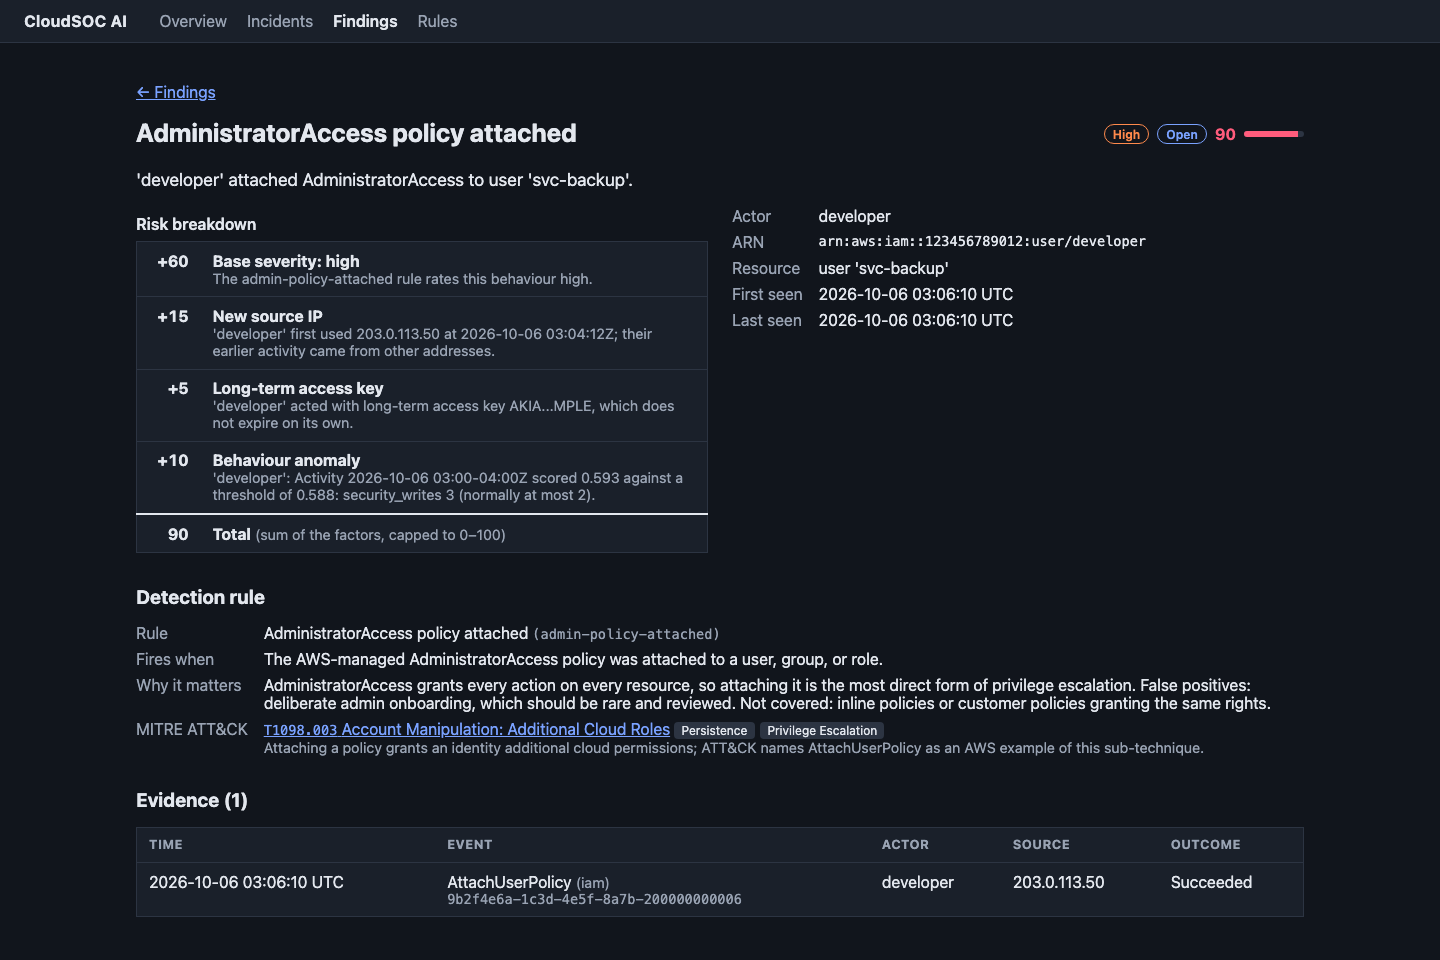 CloudSOC AI Overview Incidents Findings Rules
← Findings
AdministratorAccess policy attached
High Open 90
'developer' attached AdministratorAccess to user 'svc-backup'.
Risk breakdown
+60 Base severity: high
The admin-policy-attached rule rates this behaviour high.
+15 New source IP
'developer' first used 203.0.113.50 at 2026-10-06 03:04:12Z; their
earlier activity came from other addresses.
+5 Long-term access key
'developer' acted with long-term access key AKIA...MPLE, which does
not expire on its own.
+10 Behaviour anomaly
'developer': Activity 2026-10-06 03:00-04:00Z scored 0.593 against a
threshold of 0.588: security_writes 3 (normally at most 2).
90 Total (sum of the factors, capped to 0–100)
Actor developer
ARN arn:aws:iam::123456789012:user/developer
Resource user 'svc-backup'
First seen 2026-10-06 03:06:10 UTC
Last seen 2026-10-06 03:06:10 UTC
Detection rule
Rule AdministratorAccess policy attached (admin-policy-attached)
Fires when The AWS-managed AdministratorAccess policy was attached to a user, group, or role.
Why it matters AdministratorAccess grants every action on every resource, so attaching it is the most direct form of privilege escalation. False positives:
deliberate admin onboarding, which should be rare and reviewed. Not covered: inline policies or customer policies granting the same rights.
MITRE ATT&CK T1098.003 Account Manipulation: Additional Cloud Roles Persistence Privilege Escalation
Attaching a policy grants an identity additional cloud permissions; ATT&CK names AttachUserPolicy as an AWS example of this sub-technique.
Evidence (1)
TIME EVENT ACTOR SOURCE OUTCOME
2026-10-06 03:06:10 UTC AttachUserPolicy (iam) developer 203.0.113.50 Succeeded
9b2f4e6a-1c3d-4e5f-8a7b-200000000006